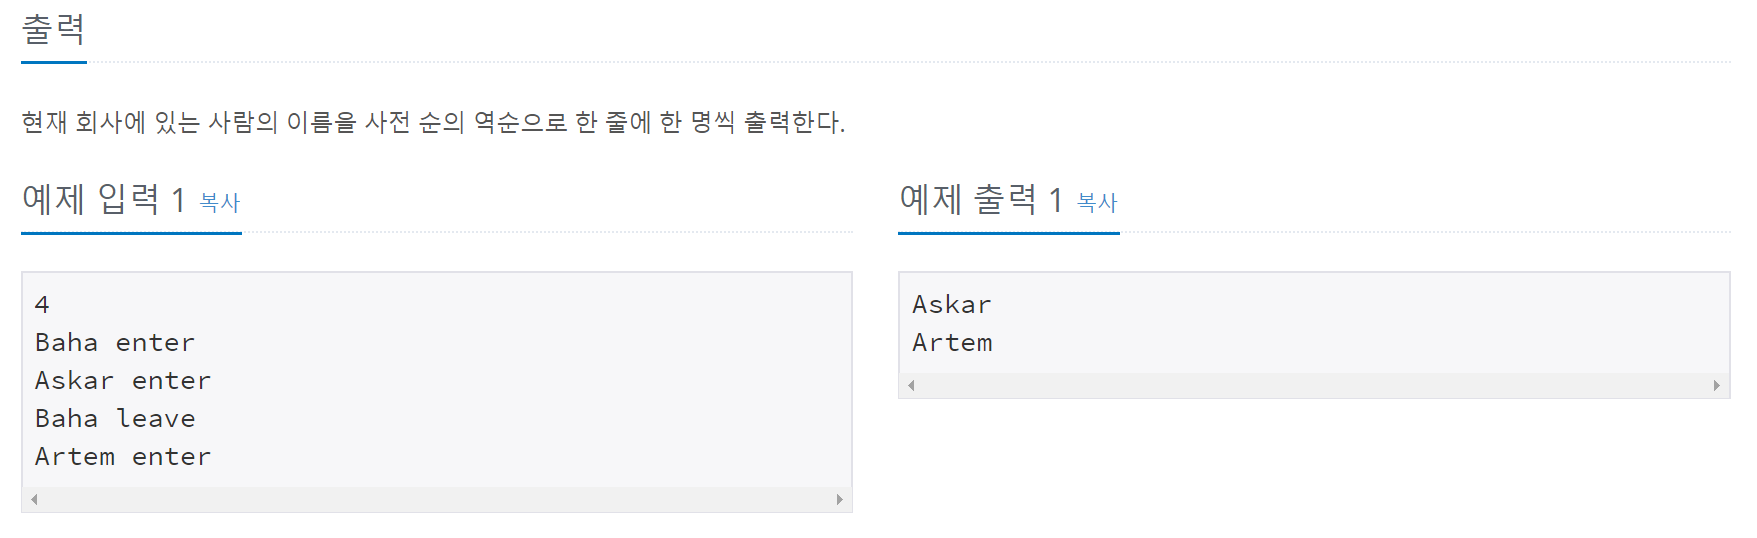 출력
현재 회사에 있는 사람의 이름을 사전 순의 역순으로 한 줄에 한 명씩 출력한다.
예제 입력 1 복사
4
Baha enter
Askar enter
Baha leave
Artem enter
예제 출력 1 복사
Askar
Artem